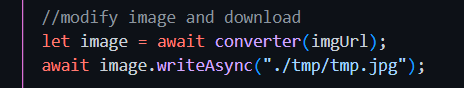 //modify image and download
let image = await converter(imgUrl);
await image.writeAsync("./tmp/tmp.jpg");